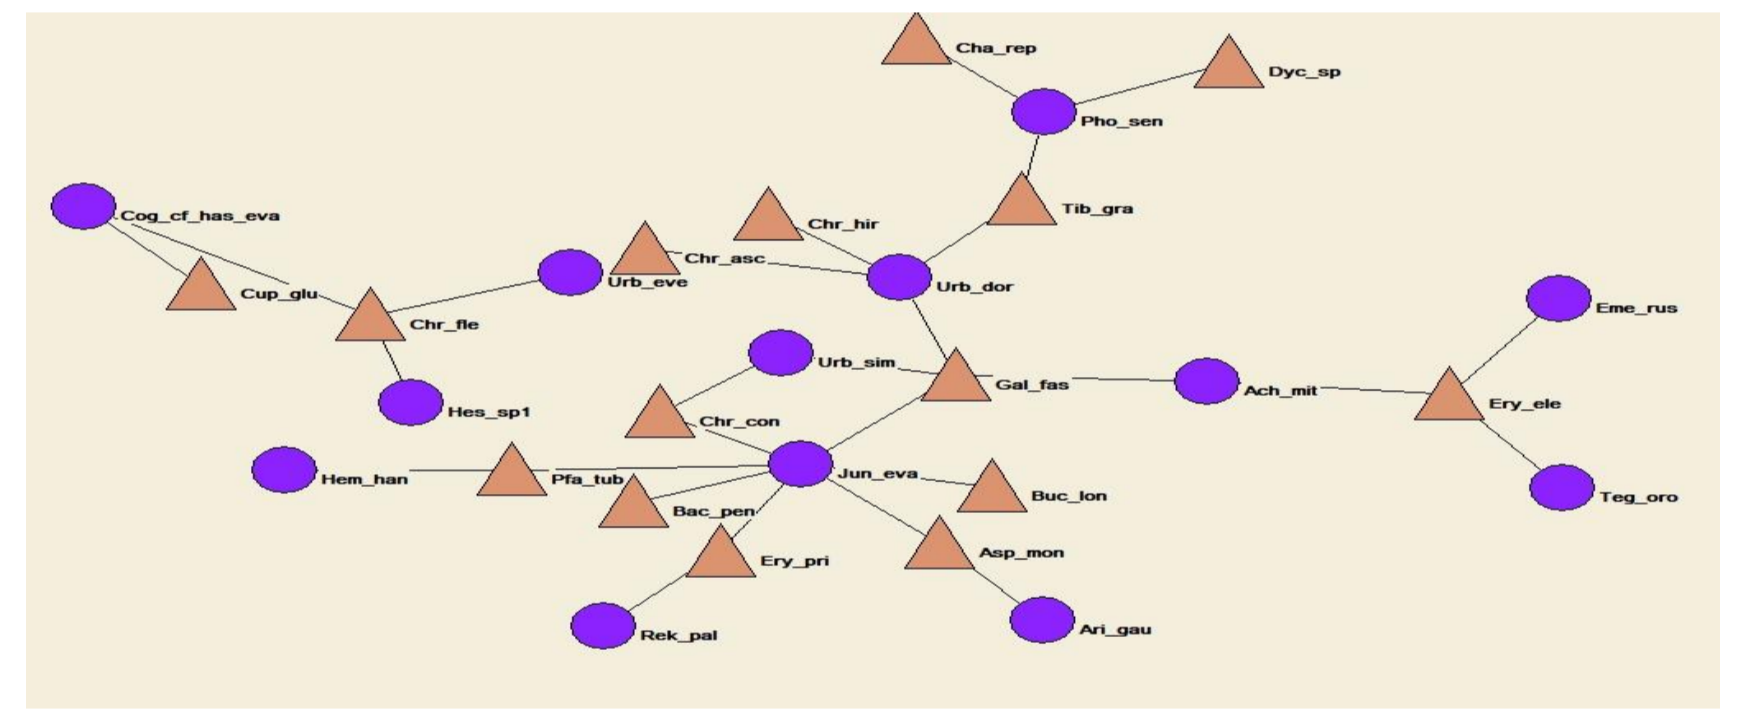 Cha_rep
Dyc_sp
Pho_sen
Tib_gra
Cog_cf_has_eva
Chr_hir
Chr_asc
Urb_eve
Urb_dor
Cup_glu
Eme_rus
Chr_fle
Urb_sim
Gal_fas
Ach_mit
Ery_ele
Hes_sp1
Chr_con
Jun_eva
Hem_han
Pfa_tub
Buc_lon
Teg_oro
Bac_pen
Asp_mon
Ery_pri
Ari_gau
Rek_pal